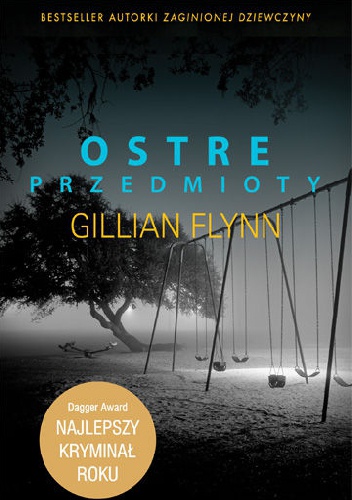 BESTSELLER AUTORKI ZAGINIONEJ DZIEWCZYNY
OSTRE
PRZEDMIOTY
GILLIAN FLYNN
Dagger Award
NAJLEPSZY
KRYMINAŁ
ROKU